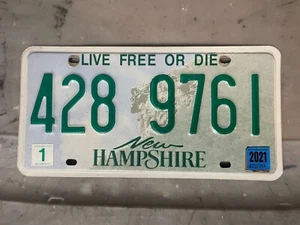 LIVE FREE OR DIE
428 9761
1
2021
New
HAMPSHIRE